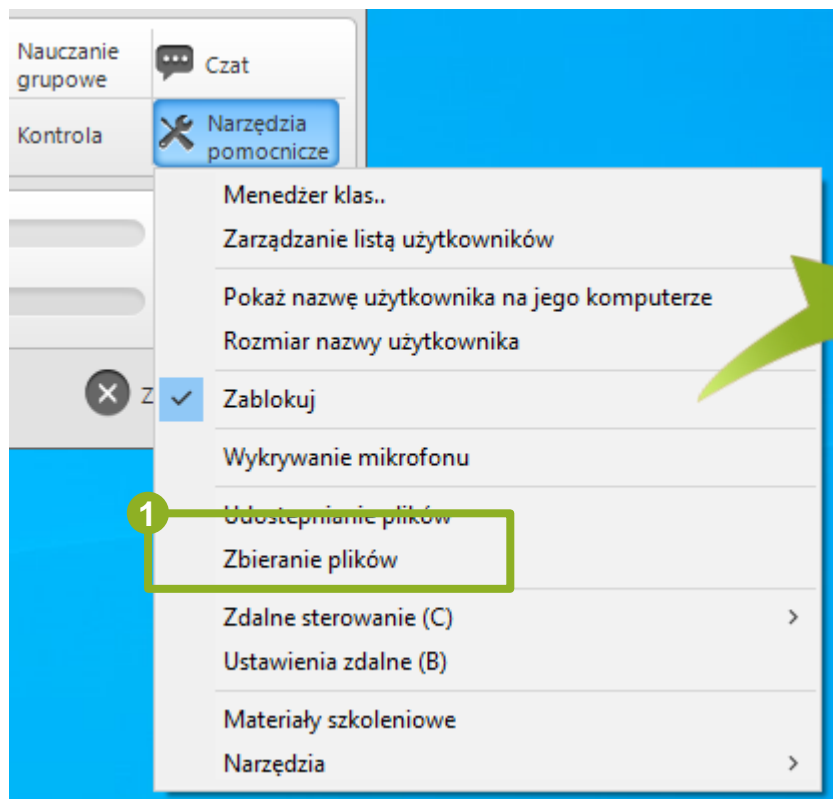 Nauczanie
grupowe
Czat
Kontrola
Narzędzia
pomocnicze
Menedżer klas..
Zarządzanie listą użytkowników
Pokaż nazwę użytkownika na jego komputerze
Rozmiar nazwy użytkownika
Z
Zablokuj
Wykrywanie mikrofonu
1
Udostępnianie plików
Zbieranie plików
Zdalne sterowanie (C)
Ustawienia zdalne (B)
Materiały szkoleniowe
Narzędzia